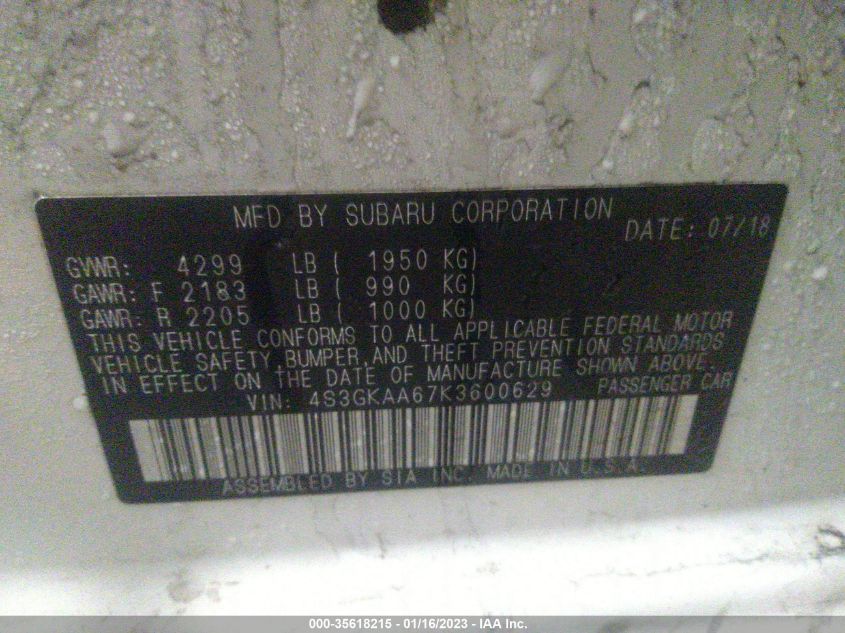 MFD BY SUBARU CORPORATION
DATE: 07/18
GVWR: 4299 LB ( 1950 KG)
GAWR: F 2183 LB ( 990 KG)
GAWR: R 2205 LB ( 1000 KG)
THIS VEHICLE CONFORMS TO ALL APPLICABLE FEDERAL MOTOR
VEHICLE SAFETY, BUMPER, AND THEFT PREVENTION STANDARDS
IN EFFECT ON THE DATE OF MANUFACTURE SHOWN ABOVE.
VIN: 4S3GKAA67K3600629 PASSENGER CAR
ASSEMBLED BY SIA INC. MADE IN U.S.A.
000-35618215 - 01/16/2023 - IAA Inc.